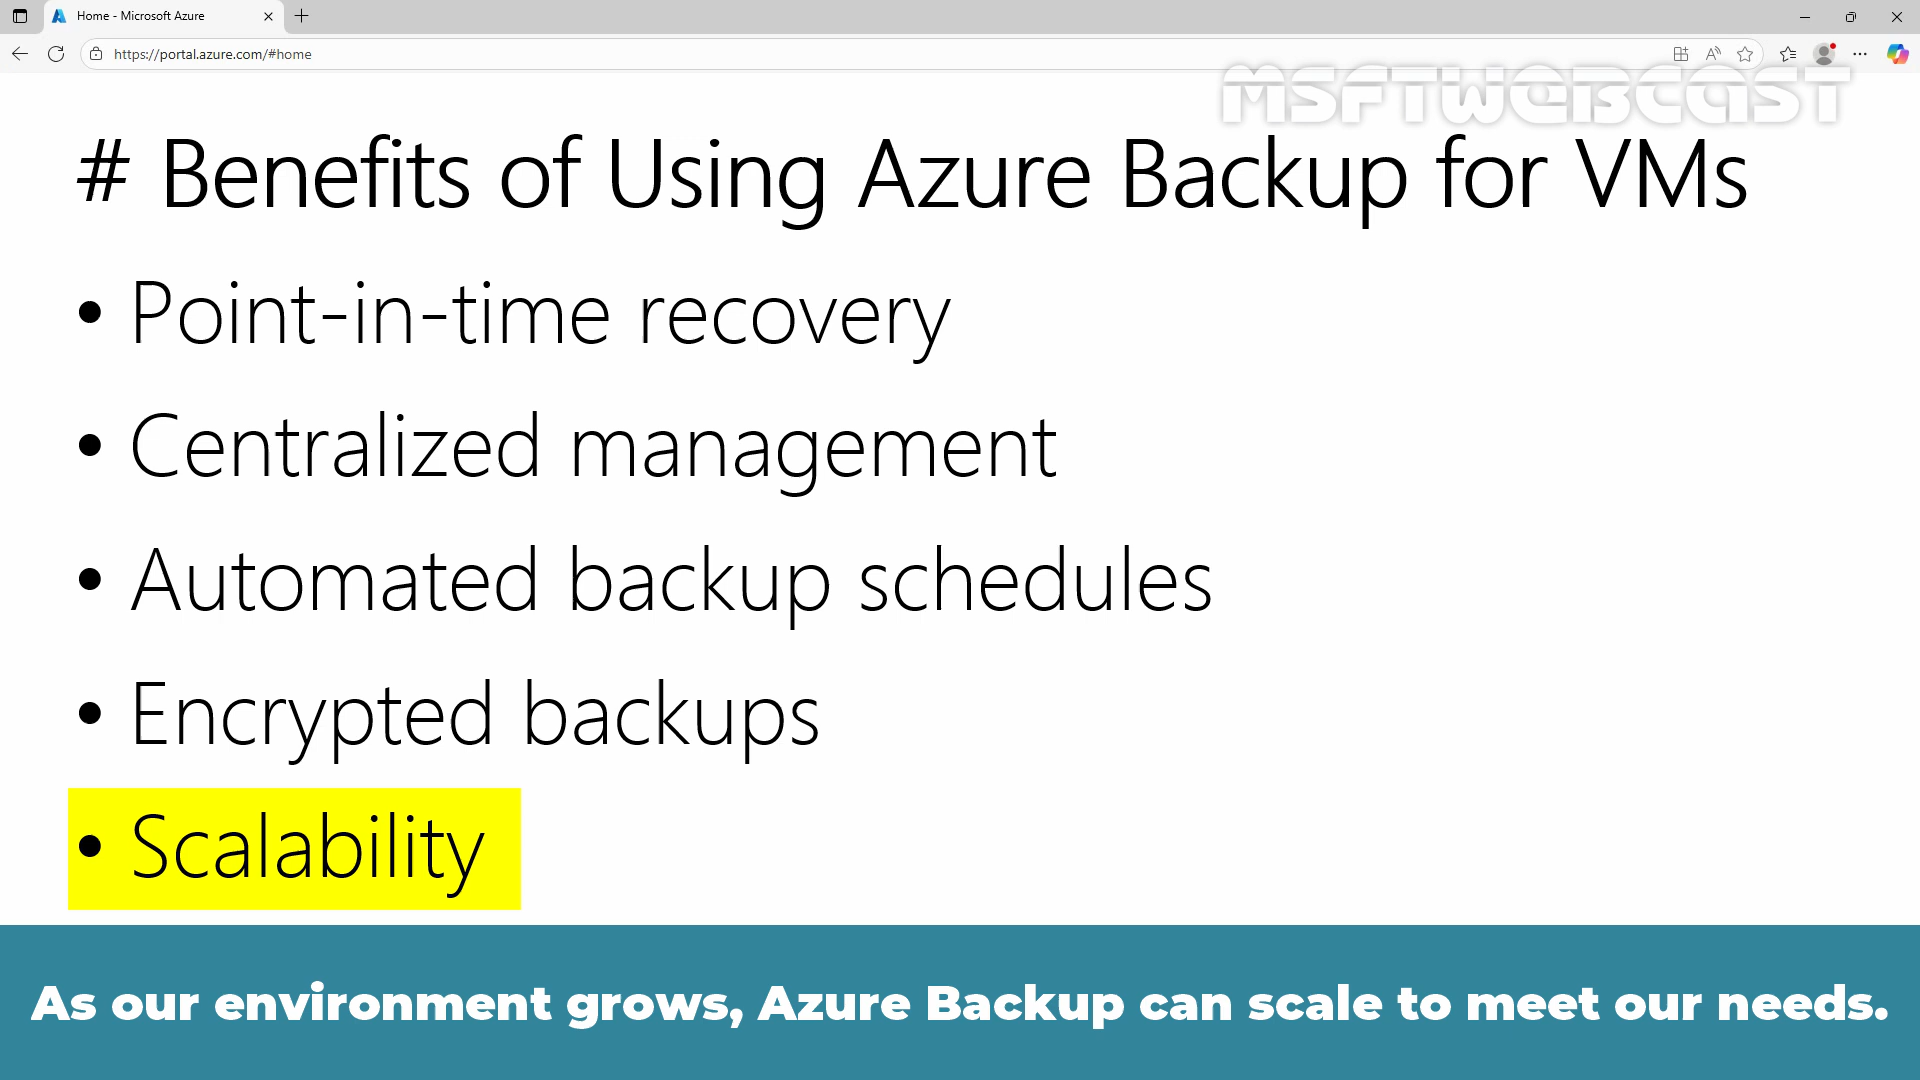 Home - Microsoft Azure
https://portal.azure.com/#home
MSFTWEBCAST
# Benefits of Using Azure Backup for VMs
• Point-in-time recovery
• Centralized management
• Automated backup schedules
• Encrypted backups
• Scalability
As our environment grows, Azure Backup can scale to meet our needs.